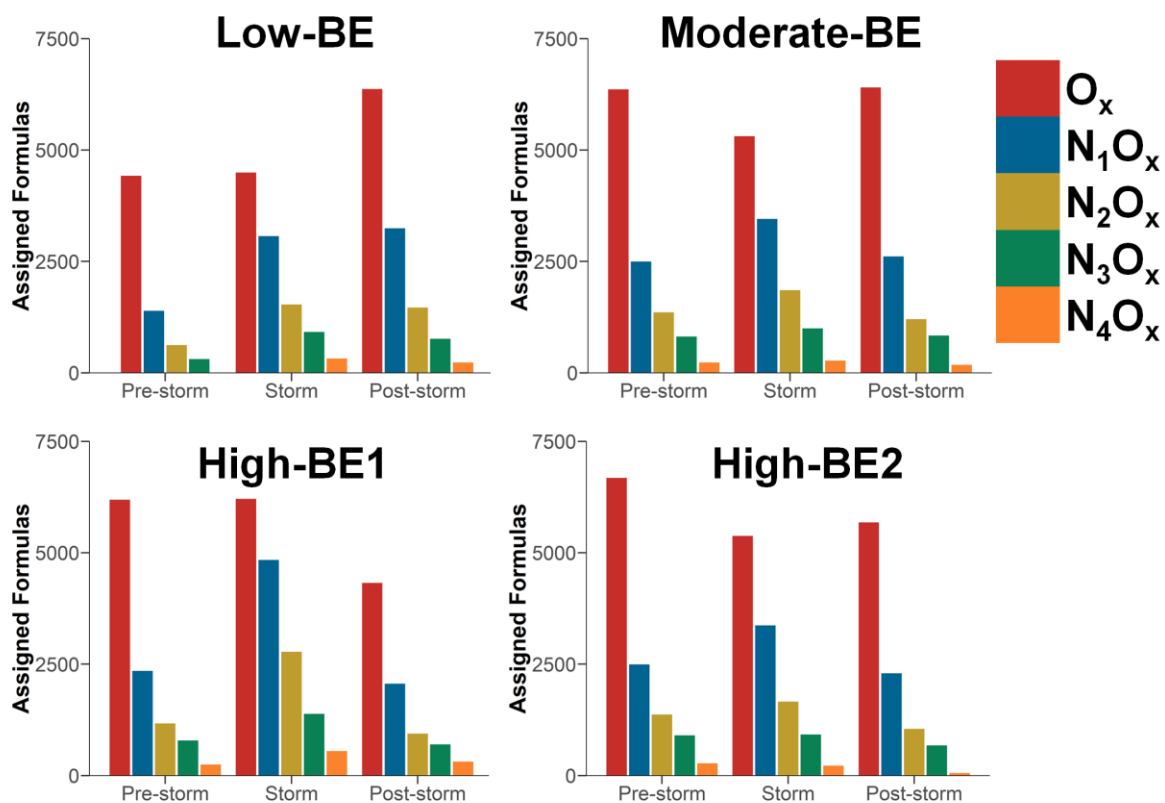 Low-BE
Assigned Formulas
7500
5000
2500
0
Pre-storm Storm Post-storm
Moderate-BE
Assigned Formulas
7500
5000
2500
0
Pre-storm Storm Post-storm
Oₓ
N₁Oₓ
N₂Oₓ
N₃Oₓ
N₄Oₓ
High-BE1
Assigned Formulas
7500
5000
2500
0
Pre-storm Storm Post-storm
High-BE2
Assigned Formulas
7500
5000
2500
0
Pre-storm Storm Post-storm